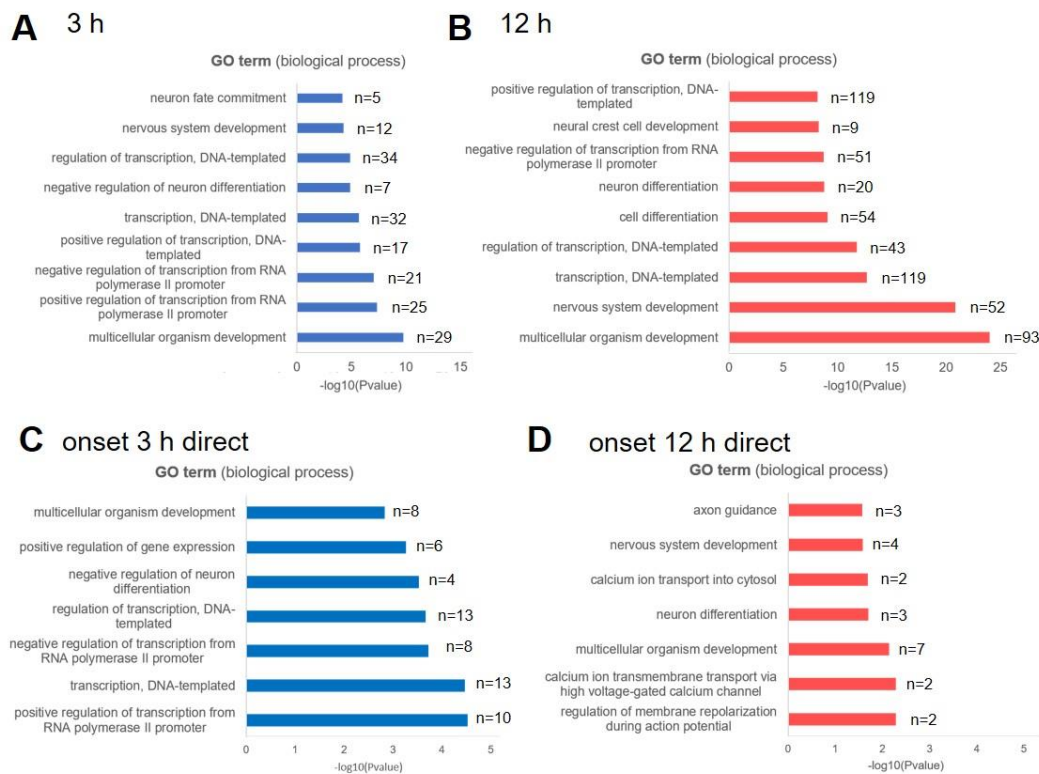 A 3 h
GO term (biological process)
neuron fate commitment n=5
nervous system development n=12
regulation of transcription, DNA-templated n=34
negative regulation of neuron differentiation n=7
transcription, DNA-templated n=32
positive regulation of transcription, DNA-
templated n=17
negative regulation of transcription from RNA
polymerase II promoter n=21
positive regulation of transcription from RNA
polymerase II promoter n=25
multicellular organism development n=29
0 5 10 15
-log10(Pvalue)
B 12 h
GO term (biological process)
positive regulation of transcription, DNA-
templated n=119
neural crest cell development n=9
negative regulation of transcription from RNA
polymerase II promoter n=51
neuron differentiation n=20
cell differentiation n=54
regulation of transcription, DNA-templated n=43
transcription, DNA-templated n=119
nervous system development n=52
multicellular organism development n=93
0 5 10 15 20 25
-log10(Pvalue)
C onset 3 h direct
GO term (biological process)
multicellular organism development n=8
positive regulation of gene expression n=6
negative regulation of neuron
differentiation n=4
regulation of transcription, DNA-
templated n=13
negative regulation of transcription from
RNA polymerase II promoter n=8
transcription, DNA-templated n=13
positive regulation of transcription from
RNA polymerase II promoter n=10
0 1 2 3 4 5
-log10(Pvalue)
D onset 12 h direct
GO term (biological process)
axon guidance n=3
nervous system development n=4
calcium ion transport into cytosol n=2
neuron differentiation n=3
multicellular organism development n=7
calcium ion transmembrane transport via
high voltage-gated calcium channel n=2
regulation of membrane repolarization
during action potential n=2
0 1 2 3 4 5
-log10(Pvalue)